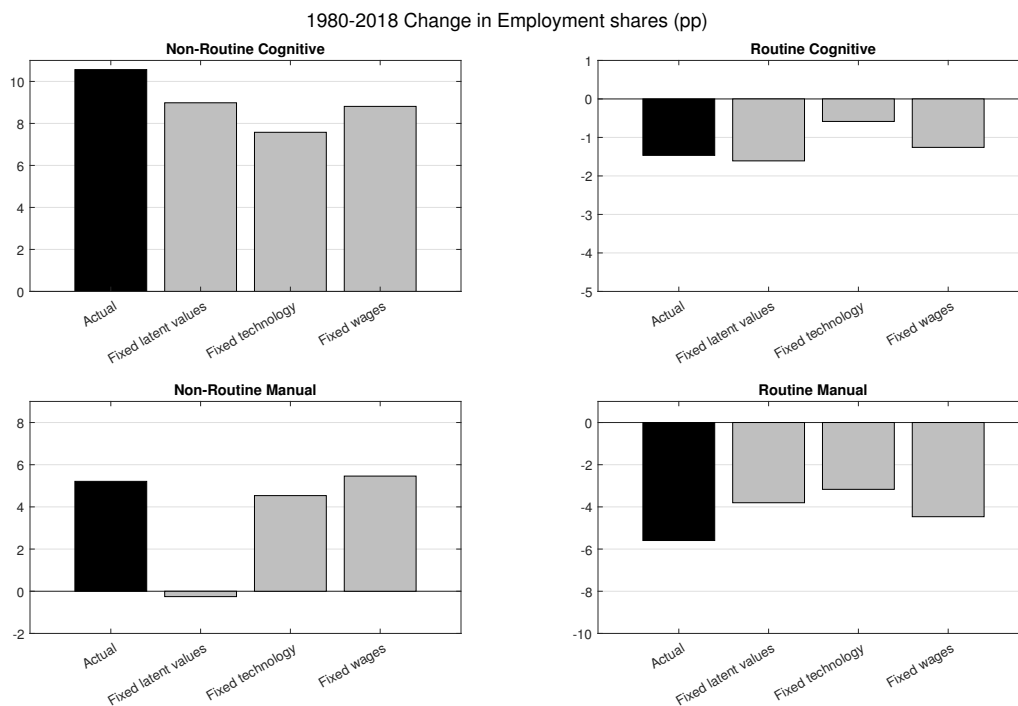 1980-2018 Change in Employment shares (pp)
Non-Routine Cognitive
10
8
6
4
2
0
Actual
Fixed latent values
Fixed technology
Fixed wages
Routine Cognitive
1
0
-1
-2
-3
-4
-5
Actual
Fixed latent values
Fixed technology
Fixed wages
Non-Routine Manual
8
6
4
2
0
-2
Actual
Fixed latent values
Fixed technology
Fixed wages
Routine Manual
0
-2
-4
-6
-8
-10
Actual
Fixed latent values
Fixed technology
Fixed wages